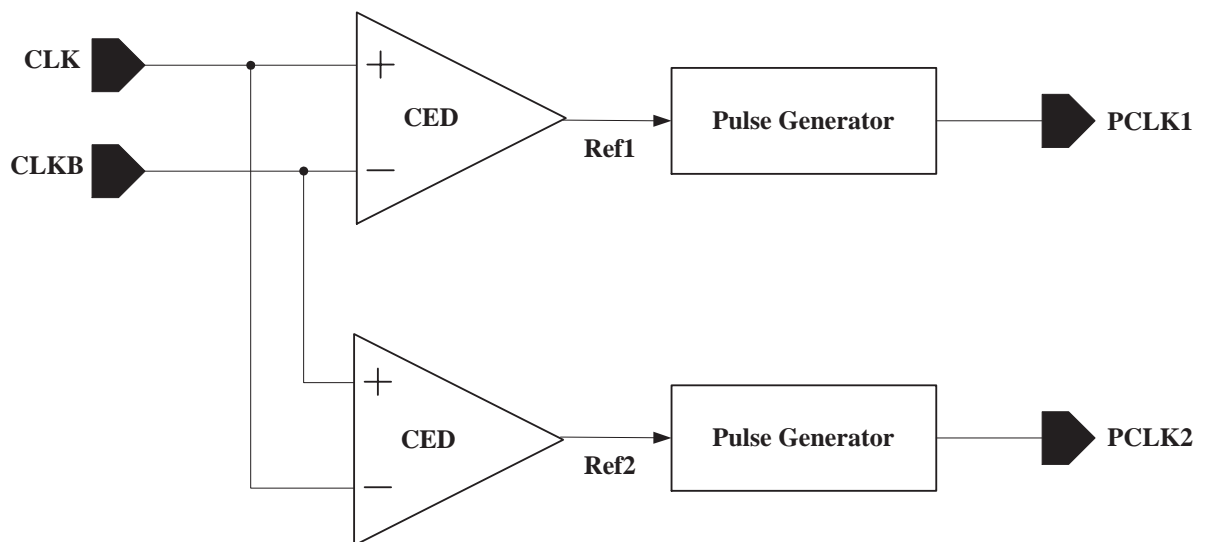 CLK
+
CED
Pulse Generator
PCLK1
Ref1
CLKB
−
+
CED
Pulse Generator
PCLK2
Ref2
−